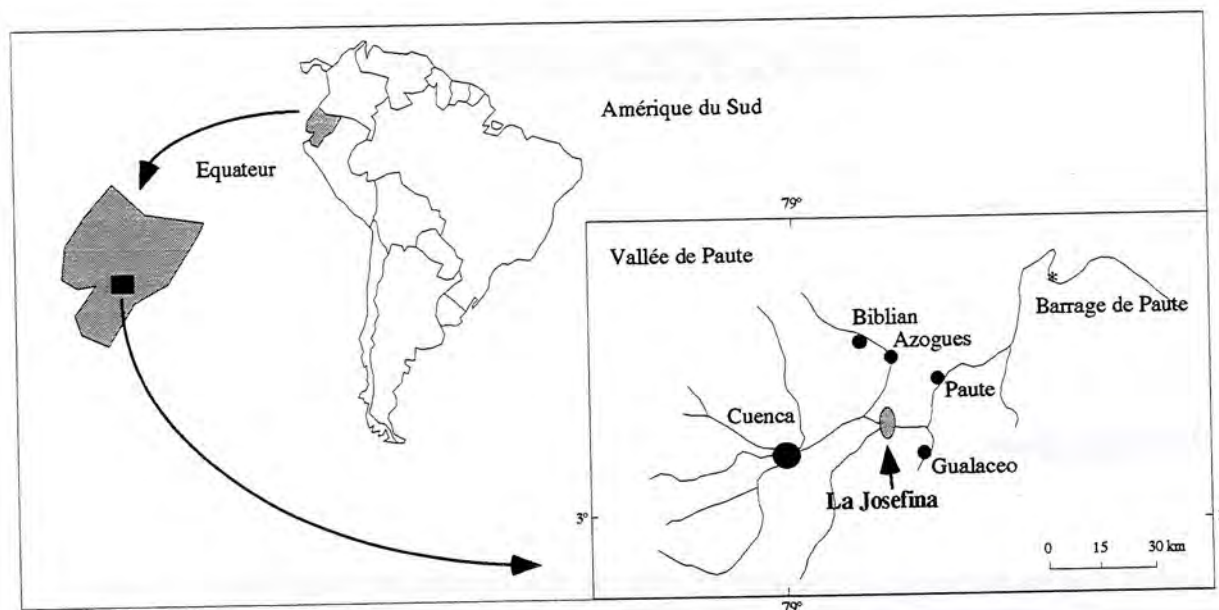 Amérique du Sud
Equateur
79°
Vallée de Paute
*
Barrage de Paute
Biblian
Azogues
Paute
Cuenca
Gualaceo
La Josefina
3°
0 15 30 km
79°